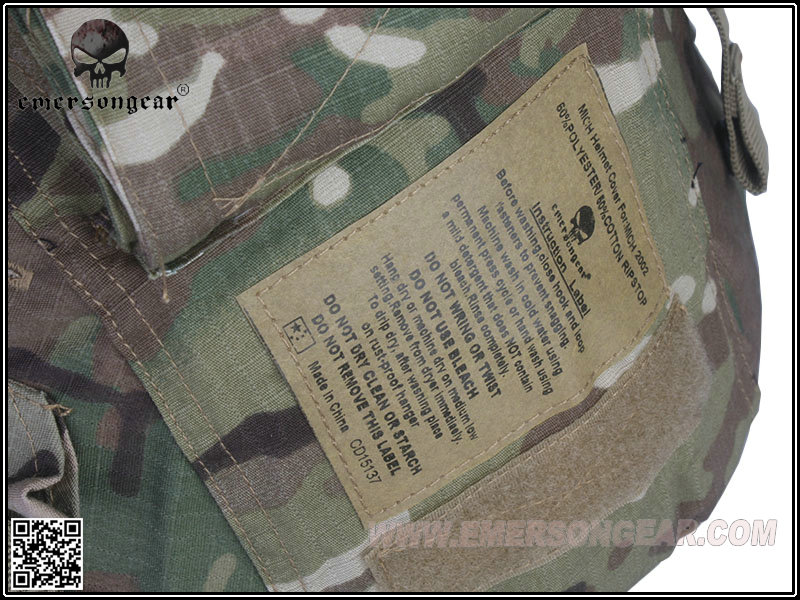 emersongear®
MICH Helmet Cover For:MICH 2002
60%POLYESTER/ 60%COTTON RIPSTOP
emersongear®
Instruction Label
Before washing close hook and loop
fasteners to prevent snagging.
Machine wash in cold water using
permanent press cycle or hand wash using
a mild detergent that does NOT contain
bleach.Rinse completely.
DO NOT WRING OR TWIST
DO NOT USE BLEACH
Hang dry or machine dry on medium low
setting.Remove from dryer immediately.
To drip dry, after washing place
on rust-proof hanger
DO NOT DRY CLEAN OR STARCH
DO NOT REMOVE THIS LABEL
Made in China CD15137
WWW.EMERSONGEAR.COM